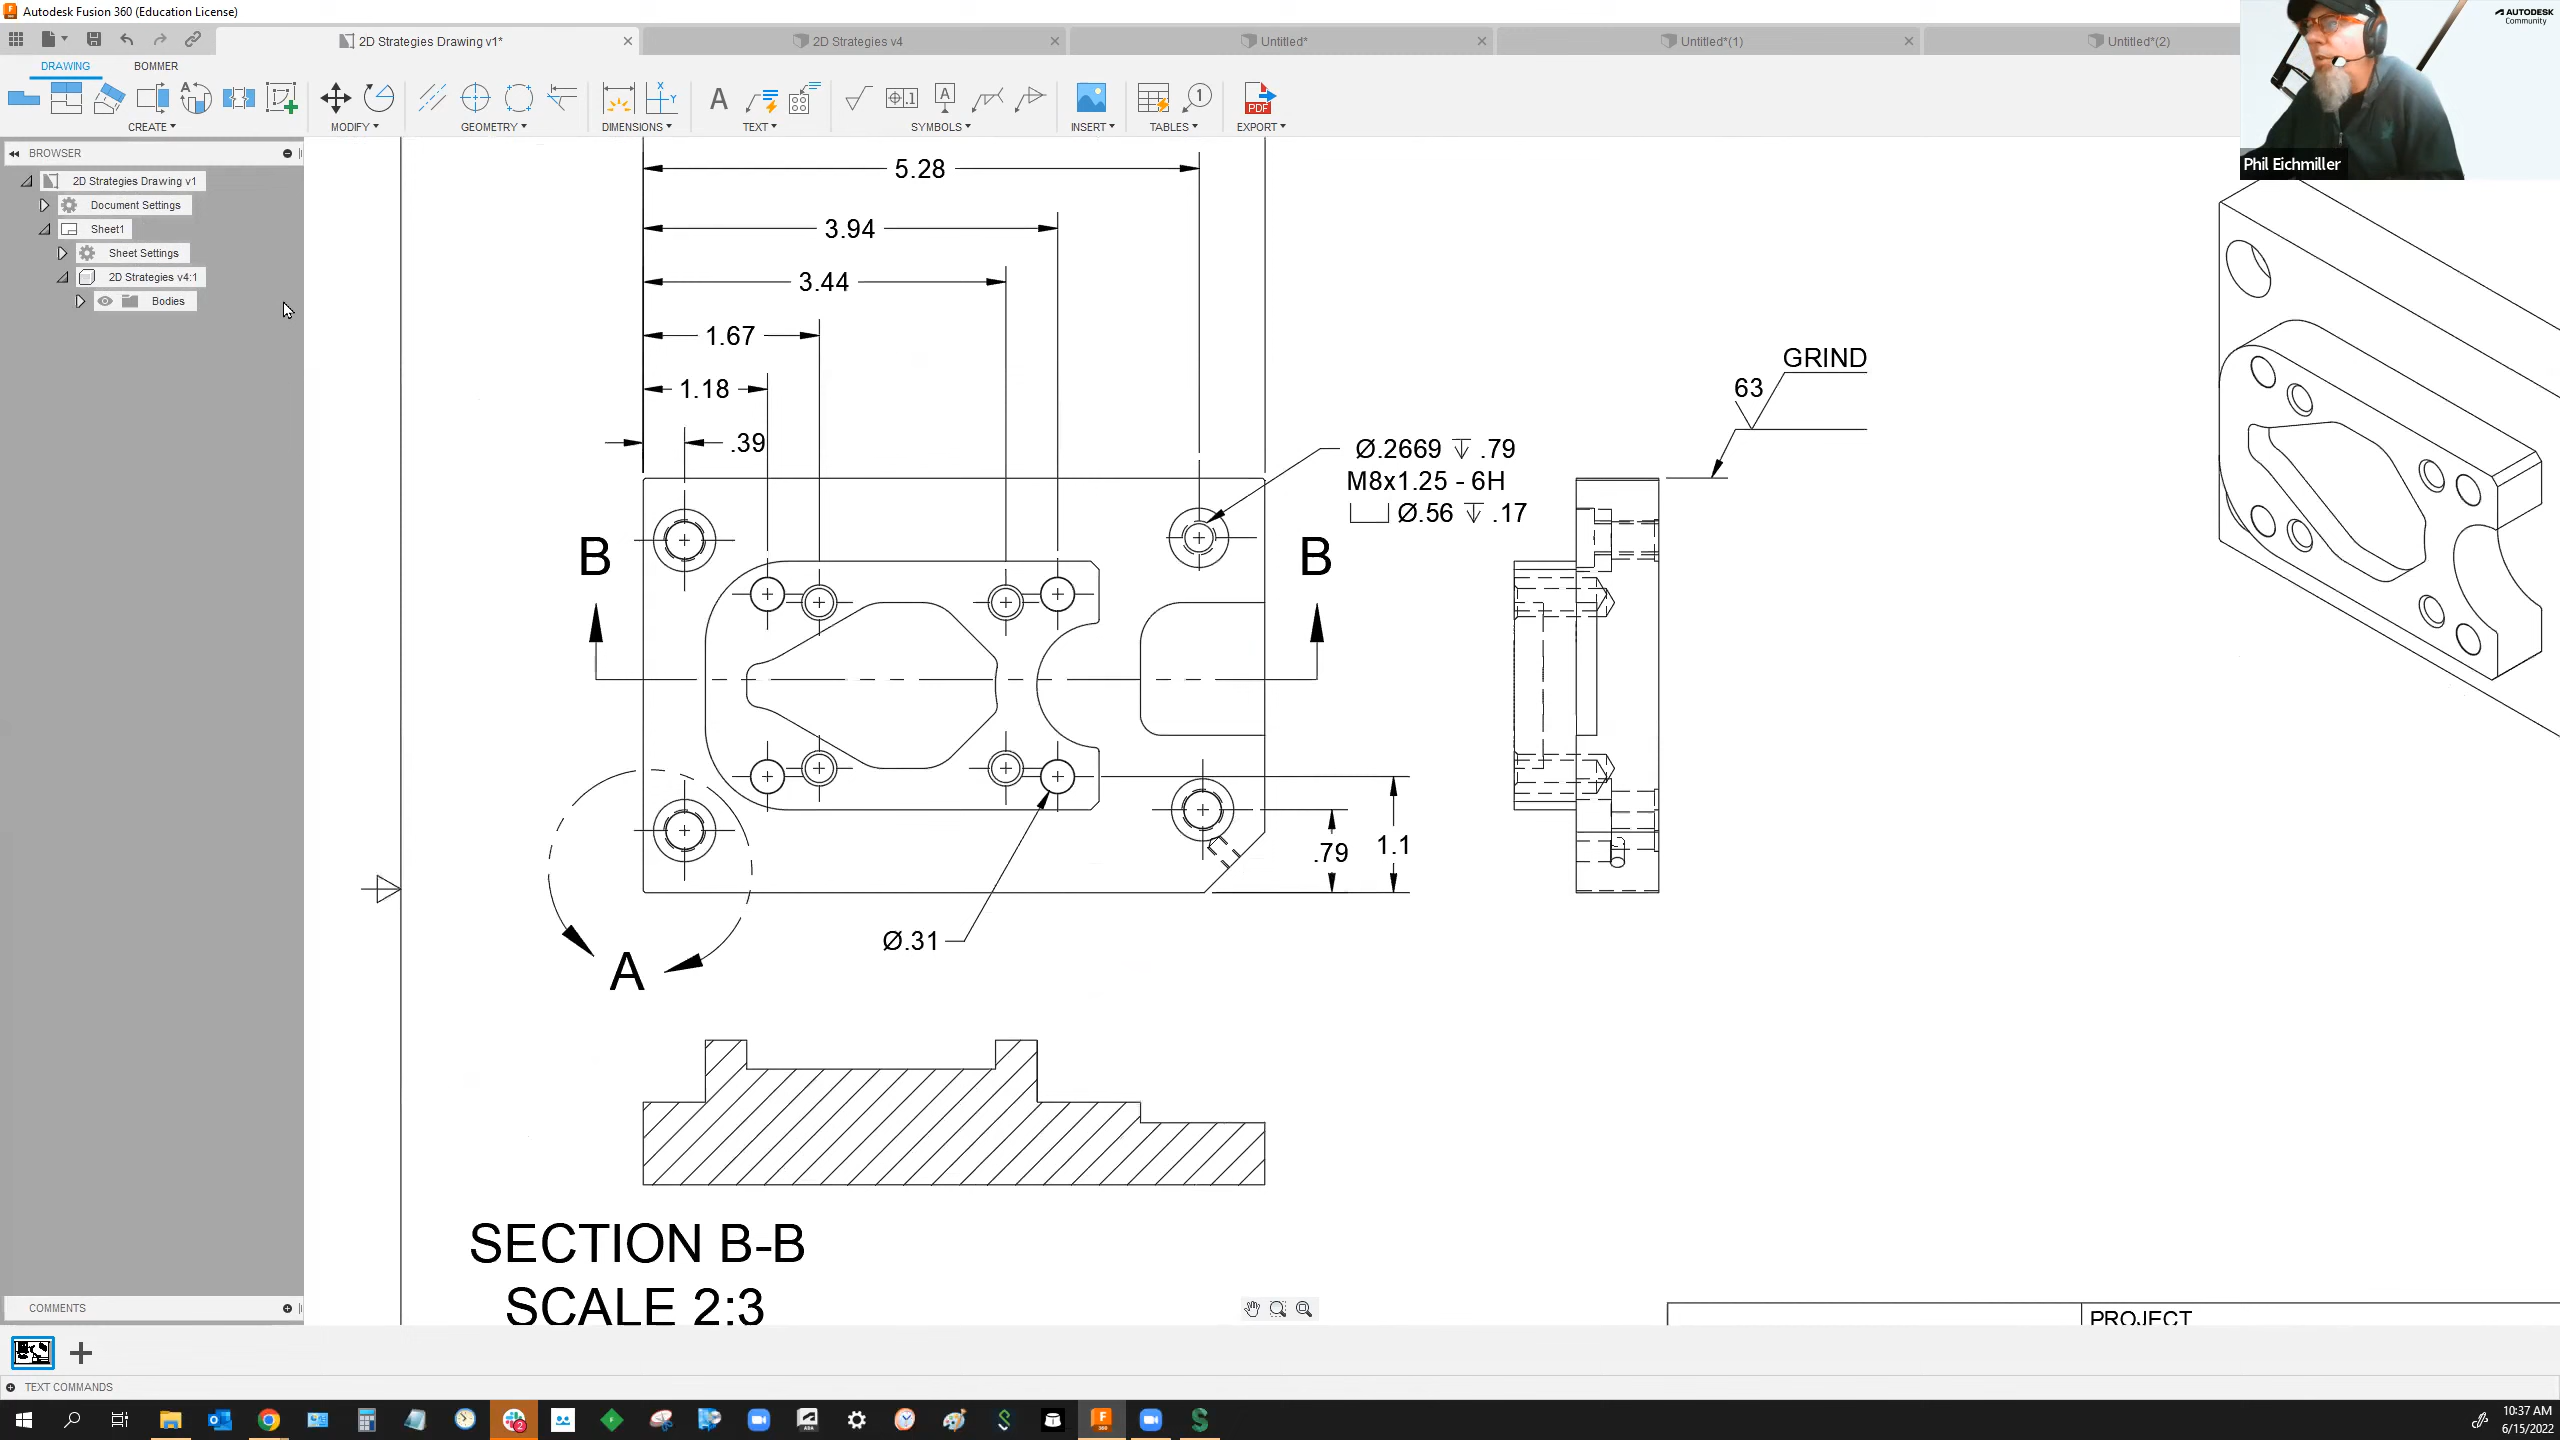 Autodesk Fusion 360 (Education License)
AUTODESK
Community
2D Strategies Drawing v1*
2D Strategies v4
Untitled*
Untitled*(1)
Untitled*(2)
DRAWING
BOMMER
CREATE
MODIFY
GEOMETRY
DIMENSIONS
TEXT
SYMBOLS
INSERT
TABLES
EXPORT
Phil Eichmiller
BROWSER
2D Strategies Drawing v1
Document Settings
Sheet1
Sheet Settings
2D Strategies v4:1
Bodies
5.28
3.94
3.44
1.67
1.18
.39
GRIND
63
Ø.2669 ↧ .79
M8x1.25 - 6H
⌴ Ø.56 ↧ .17
B
B
.79
1.1
Ø.31
A
SECTION B-B
SCALE 2:3
PROJECT
COMMENTS
TEXT COMMANDS
10:37 AM
6/15/2022